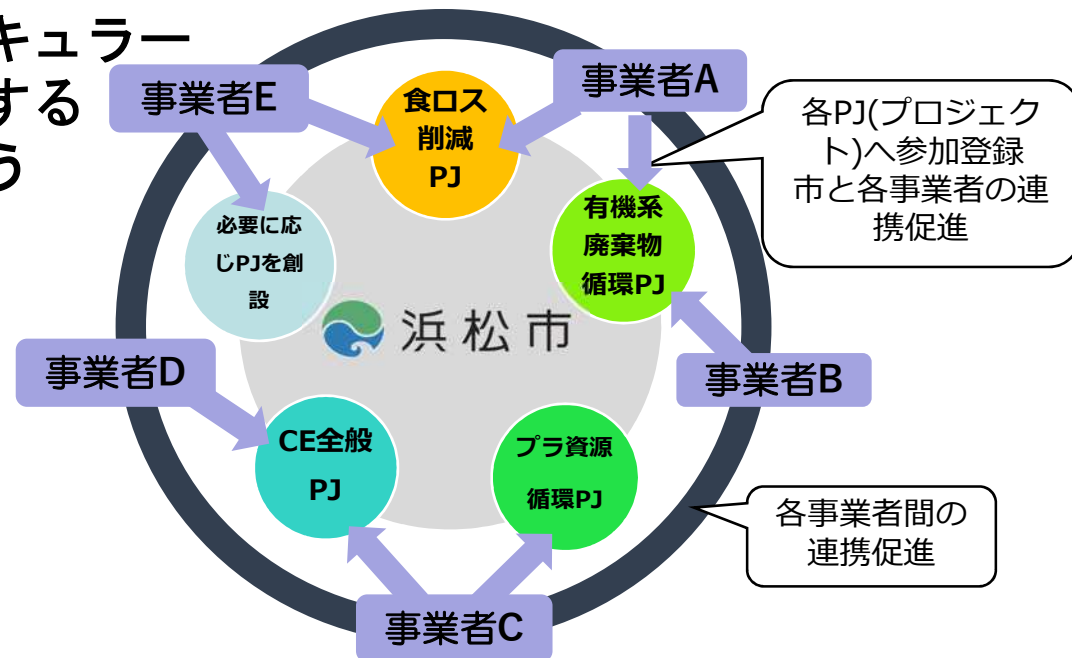 キュラー
する
う
事業者E
事業者A
食ロス
削減
PJ
各PJ(プロジェク
ト)へ参加登録
市と各事業者の連
携促進
有機系
廃棄物
循環PJ
必要に応
じPJを創
設
浜松市
事業者D
事業者B
CE全般
PJ
プラ資源
循環PJ
各事業者間の
連携促進
事業者C